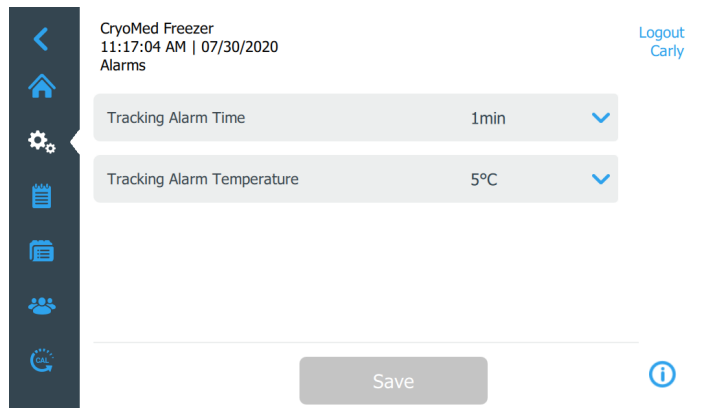 CryoMed Freezer
11:17:04 AM | 07/30/2020
Alarms
Logout
Carly
Tracking Alarm Time 1min
Tracking Alarm Temperature 5°C
CAL
Save